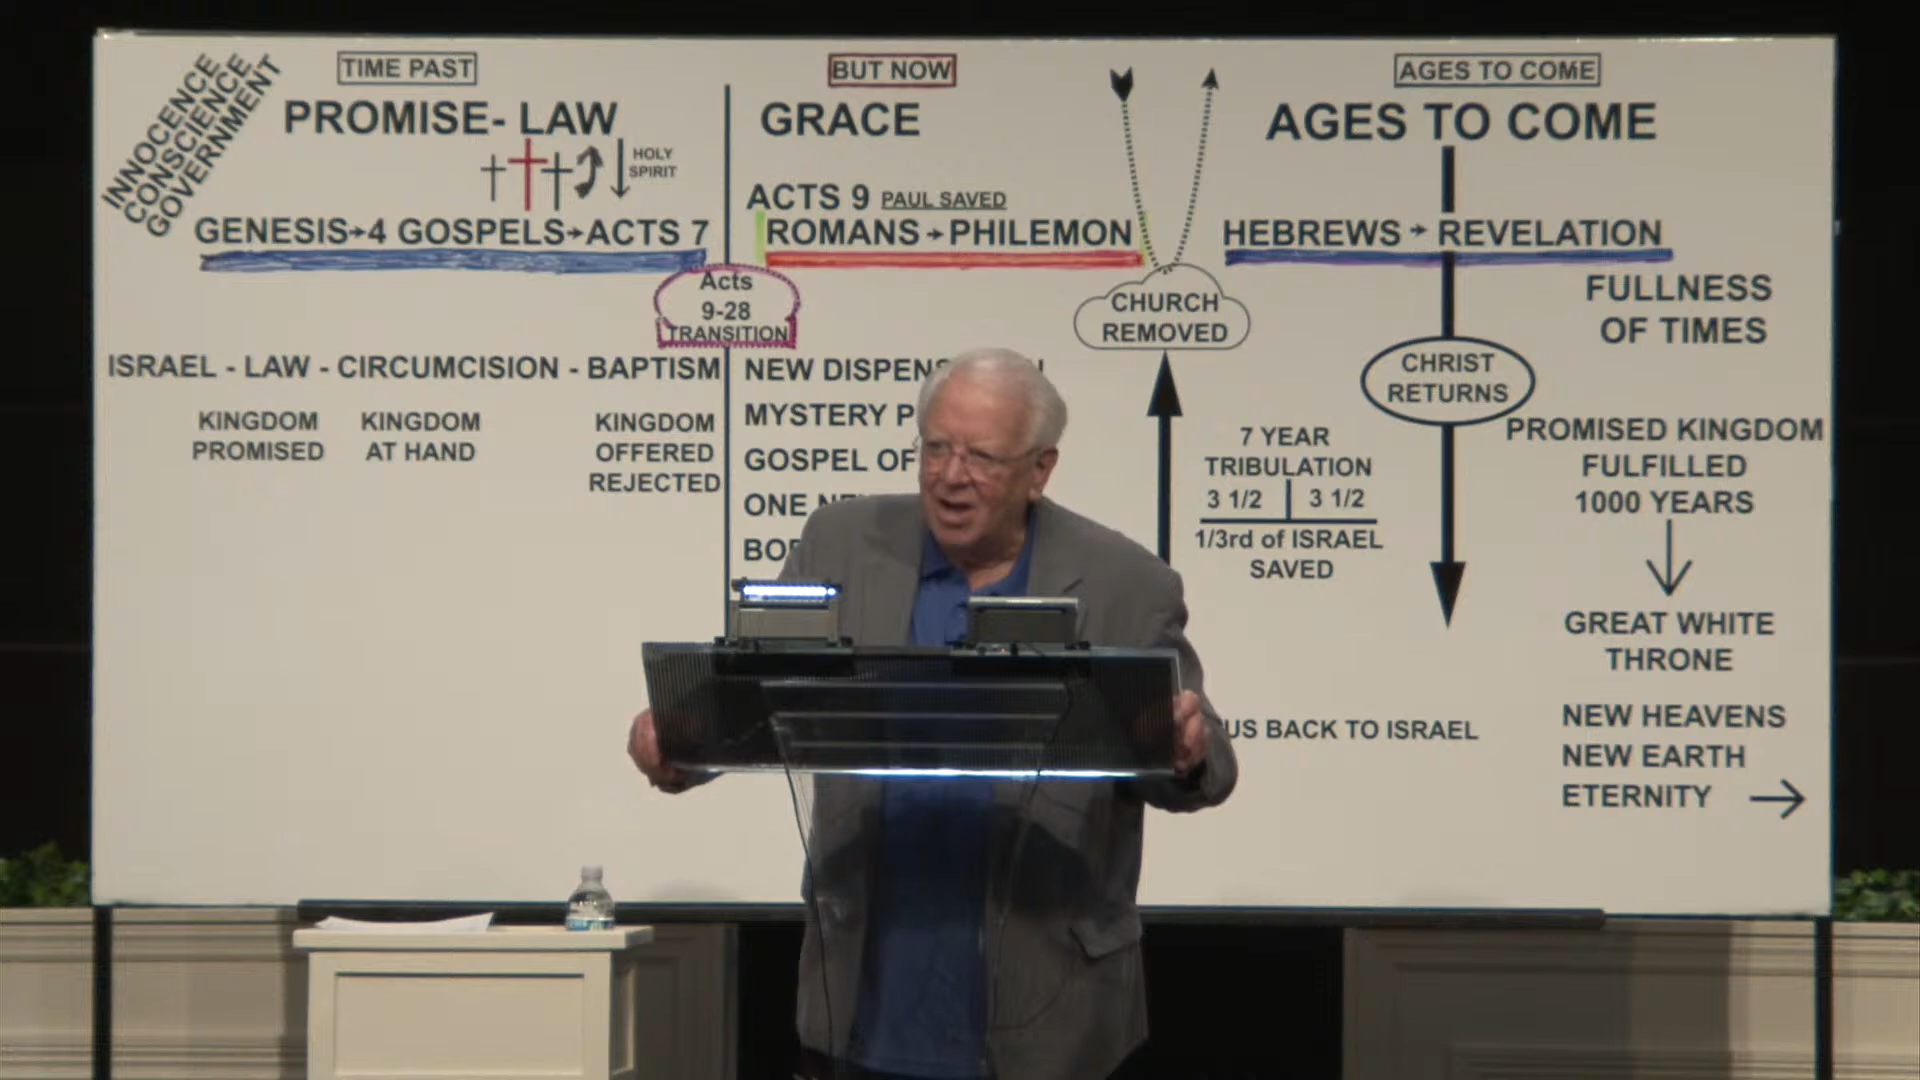 INNOCENCE
CONSCIENCE
GOVERNMENT
TIME PAST
PROMISE- LAW
HOLY
SPIRIT
GENESIS→4 GOSPELS→ACTS 7
ISRAEL - LAW - CIRCUMCISION - BAPTISM
KINGDOM
PROMISED
KINGDOM
AT HAND
KINGDOM
OFFERED
REJECTED
Acts
9-28
TRANSITION
BUT NOW
GRACE
ACTS 9 PAUL SAVED
ROMANS→PHILEMON
NEW
MYSTERY
GOSPEL OF
ONE
CHURCH
REMOVED
7 YEAR
TRIBULATION
3 1/2 3 1/2
1/3rd of ISRAEL
SAVED
BACK TO ISRAEL
AGES TO COME
AGES TO COME
HEBREWS→REVELATION
CHRIST
RETURNS
FULLNESS
OF TIMES
PROMISED KINGDOM
FULFILLED
1000 YEARS
GREAT WHITE
THRONE
NEW HEAVENS
NEW EARTH
ETERNITY →